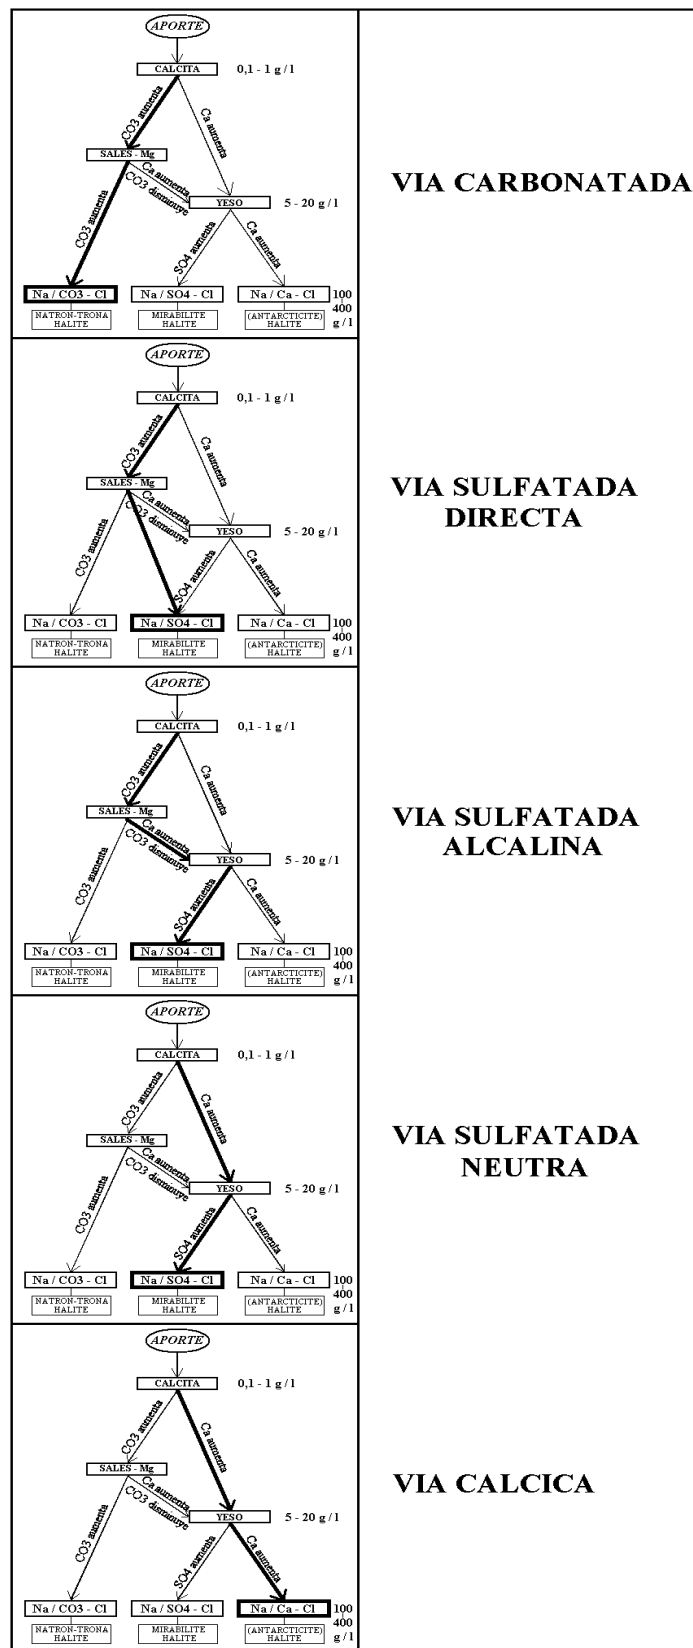 APORTE
CALCITA 0,1 - 1 g / l
CO3 aumenta
Ca aumenta
SALES - Mg
Ca aumenta
CO3 disminuye
YESO 5 - 20 g / l
CO3 aumenta
SO4 aumenta
Ca aumenta
Na / CO3 - Cl Na / SO4 - Cl Na / Ca - Cl 100
400
g / l
NATRON-TRONA MIRABILITE (ANTARCTICITE)
HALITE HALITE HALITE
VIA CARBONATADA
APORTE
CALCITA 0,1 - 1 g / l
CO3 aumenta
Ca aumenta
SALES - Mg
Ca aumenta
CO3 disminuye
YESO 5 - 20 g / l
CO3 aumenta
SO4 aumenta
Ca aumenta
Na / CO3 - Cl Na / SO4 - Cl Na / Ca - Cl 100
400
g / l
NATRON-TRONA MIRABILITE (ANTARCTICITE)
HALITE HALITE HALITE
VIA SULFATADA
DIRECTA
APORTE
CALCITA 0,1 - 1 g / l
CO3 aumenta
Ca aumenta
SALES - Mg
Ca aumenta
CO3 disminuye
YESO 5 - 20 g / l
CO3 aumenta
SO4 aumenta
Ca aumenta
Na / CO3 - Cl Na / SO4 - Cl Na / Ca - Cl 100
400
g / l
NATRON-TRONA MIRABILITE (ANTARCTICITE)
HALITE HALITE HALITE
VIA SULFATADA
ALCALINA
APORTE
CALCITA 0,1 - 1 g / l
CO3 aumenta
Ca aumenta
SALES - Mg
Ca aumenta
CO3 disminuye
YESO 5 - 20 g / l
CO3 aumenta
SO4 aumenta
Ca aumenta
Na / CO3 - Cl Na / SO4 - Cl Na / Ca - Cl 100
400
g / l
NATRON-TRONA MIRABILITE (ANTARCTICITE)
HALITE HALITE HALITE
VIA SULFATADA
NEUTRA
APORTE
CALCITA 0,1 - 1 g / l
CO3 aumenta
Ca aumenta
SALES - Mg
Ca aumenta
CO3 disminuye
YESO 5 - 20 g / l
CO3 aumenta
SO4 aumenta
Ca aumenta
Na / CO3 - Cl Na / SO4 - Cl Na / Ca - Cl 100
400
g / l
NATRON-TRONA MIRABILITE (ANTARCTICITE)
HALITE HALITE HALITE
VIA CALCICA